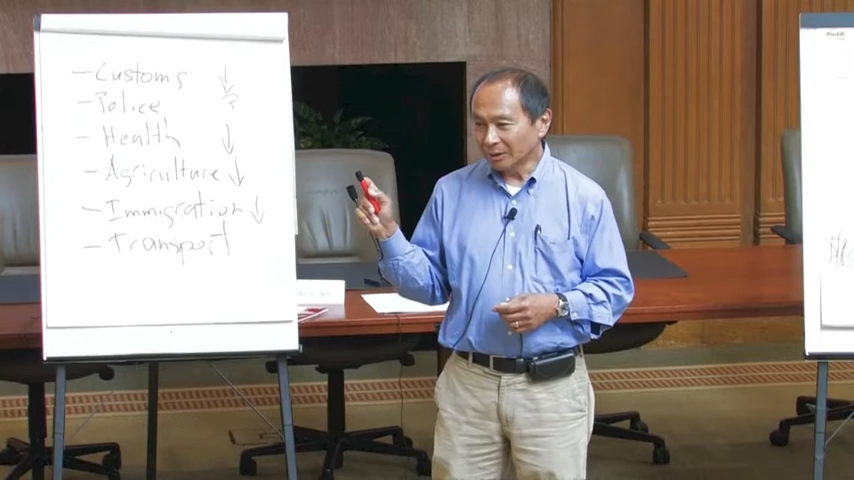 – Customs ↓
– Police ?
– Health ↓
– Agriculture ↓
– Immigration ↓
– Transport